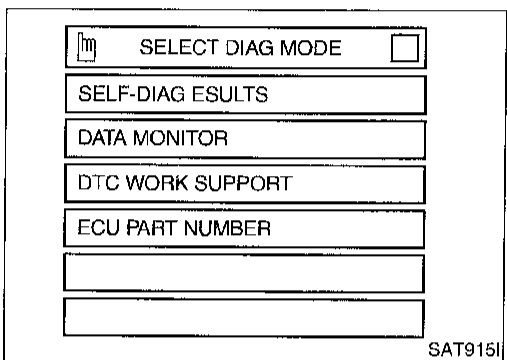 SELECT DIAG MODE
SELF-DIAG ESULTS
DATA MONITOR
DTC WORK SUPPORT
ECU PART NUMBER
SAT915I